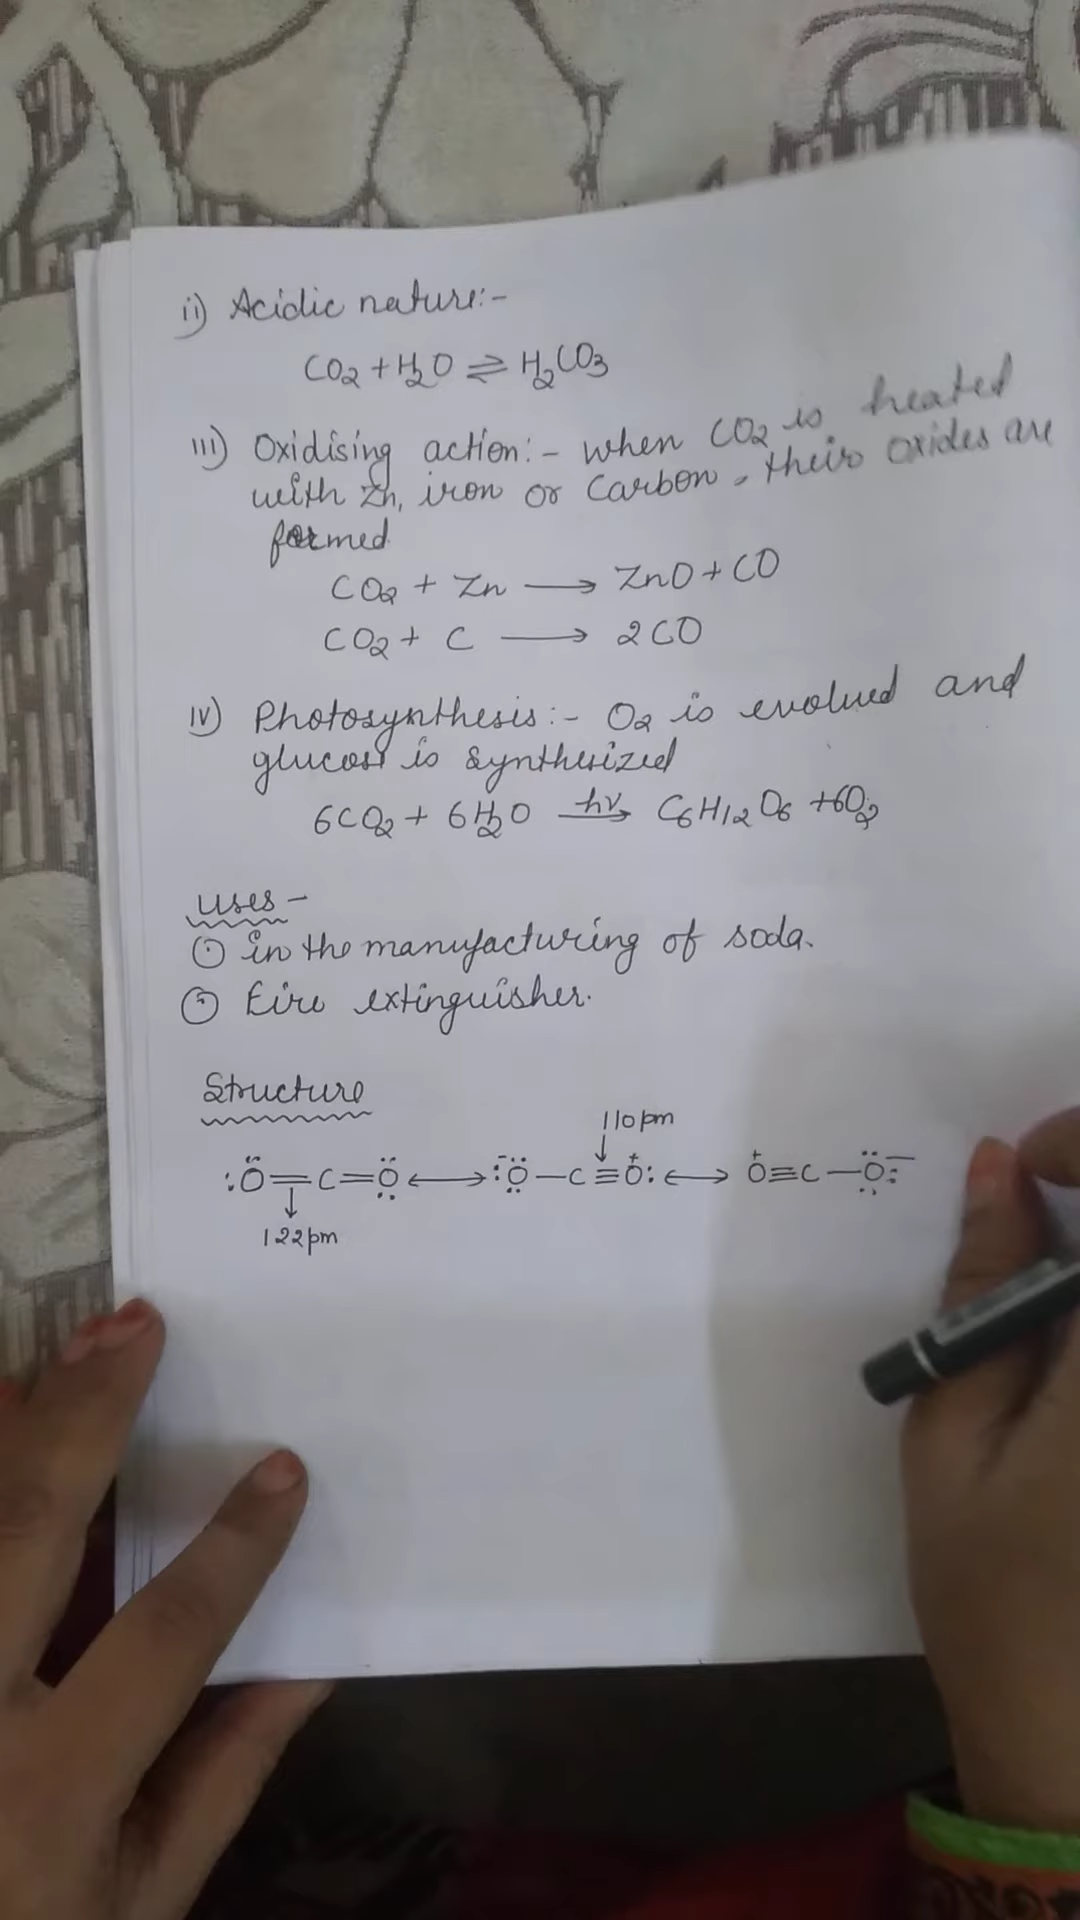 ii) Acidic nature:-
CO2 + H2O ⇌ H2CO3
iii) Oxidising action:- when CO2 is heated
with Zn, iron or Carbon, their oxides are
formed
CO2 + Zn ⟶ ZnO + CO
CO2 + C ⟶ 2CO
iv) Photosynthesis:- O2 is evolved and
glucose is synthesized
6CO2 + 6H2O hν⟶ C6H12O6 + 6O2
uses -
① in the manufacturing of soda.
② Fire extinguisher.
Structure
110pm
:Ö=C=Ö: ⟷ :Ö-C≡O+: ⟷ O+≡C-Ö:-
122pm